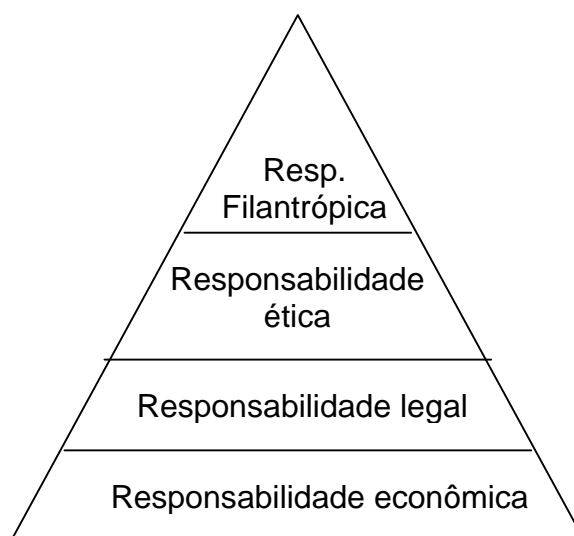 Resp.
Filantrópica
Responsabilidade
ética
Responsabilidade legal
Responsabilidade econômica